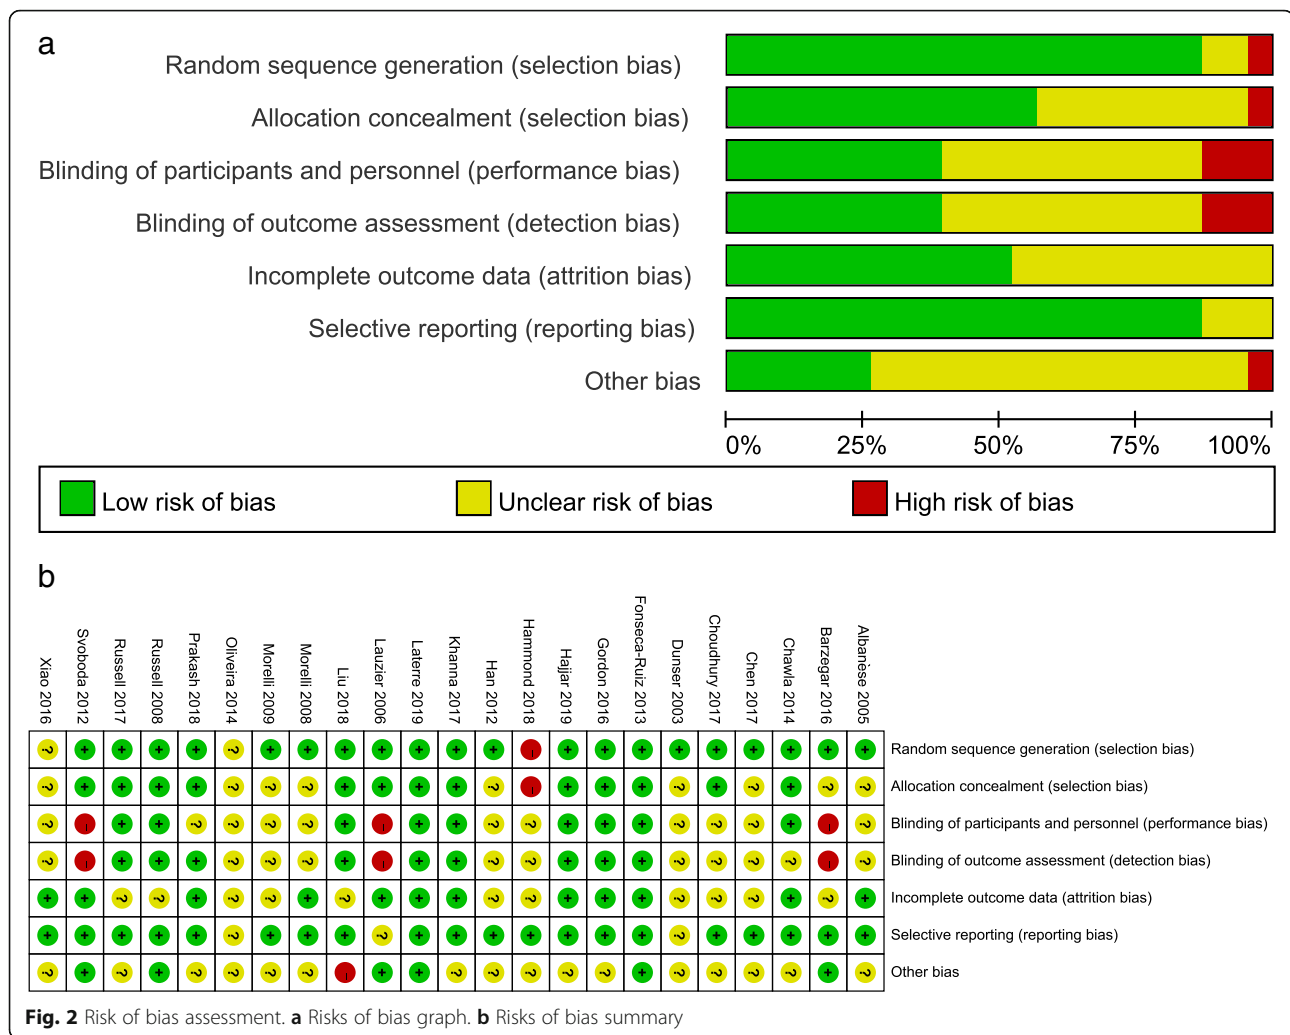 a
Random sequence generation (selection bias)
Allocation concealment (selection bias)
Blinding of participants and personnel (performance bias)
Blinding of outcome assessment (detection bias)
Incomplete outcome data (attrition bias)
Selective reporting (reporting bias)
Other bias
0% 25% 50% 75% 100%
Low risk of bias Unclear risk of bias High risk of bias
b
Xiao 2016
Svoboda 2012
Russell 2017
Russell 2008
Prakash 2018
Oliveira 2014
Morelli 2009
Morelli 2008
Liu 2018
Lauzier 2006
Laterre 2019
Khanna 2017
Han 2012
Hammond 2018
Hajjar 2019
Gordon 2016
Fonseca-Ruiz 2013
Dunser 2003
Choudhury 2017
Chen 2017
Chawla 2014
Barzegar 2016
Albanèse 2005
? + + + + ? + + + + + + + – + + + + + + + + + Random sequence generation (selection bias)
? + + + + ? ? ? + + + + ? – + + + ? + ? + ? ? Allocation concealment (selection bias)
? – + + ? ? ? ? + – + + ? ? + + + ? ? ? + – ? Blinding of participants and personnel (performance bias)
? – + + + ? ? ? + – + + ? ? + + + ? ? ? ? – ? Blinding of outcome assessment (detection bias)
+ + ? ? + ? ? + ? + + + ? ? + + + ? ? ? + ? + Incomplete outcome data (attrition bias)
+ + + + + ? + + + ? + + + + + + + ? + + + + + Selective reporting (reporting bias)
? + ? + ? ? ? ? – + + ? ? ? ? ? + ? ? ? ? + ? Other bias
Fig. 2 Risk of bias assessment. a Risks of bias graph. b Risks of bias summary